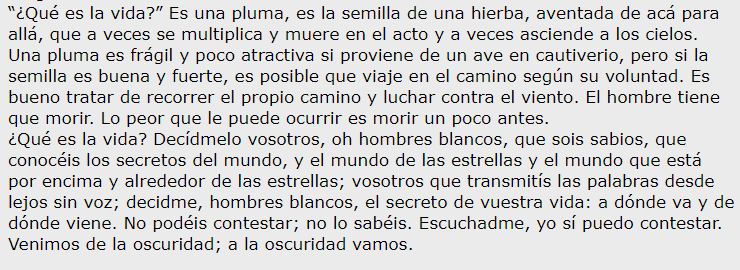 “¿Qué es la vida?” Es una pluma, es la semilla de una hierba, aventada de acá para
allá, que a veces se multiplica y muere en el acto y a veces asciende a los cielos.
Una pluma es frágil y poco atractiva si proviene de un ave en cautiverio, pero si la
semilla es buena y fuerte, es posible que viaje en el camino según su voluntad. Es
bueno tratar de recorrer el propio camino y luchar contra el viento. El hombre tiene
que morir. Lo peor que le puede ocurrir es morir un poco antes.
¿Qué es la vida? Decídmelo vosotros, oh hombres blancos, que sois sabios, que
conocéis los secretos del mundo, y el mundo de las estrellas y el mundo que está
por encima y alrededor de las estrellas; vosotros que transmitís las palabras desde
lejos sin voz; decidme, hombres blancos, el secreto de vuestra vida: a dónde va y de
dónde viene. No podéis contestar; no lo sabéis. Escuchadme, yo sí puedo contestar.
Venimos de la oscuridad; a la oscuridad vamos.